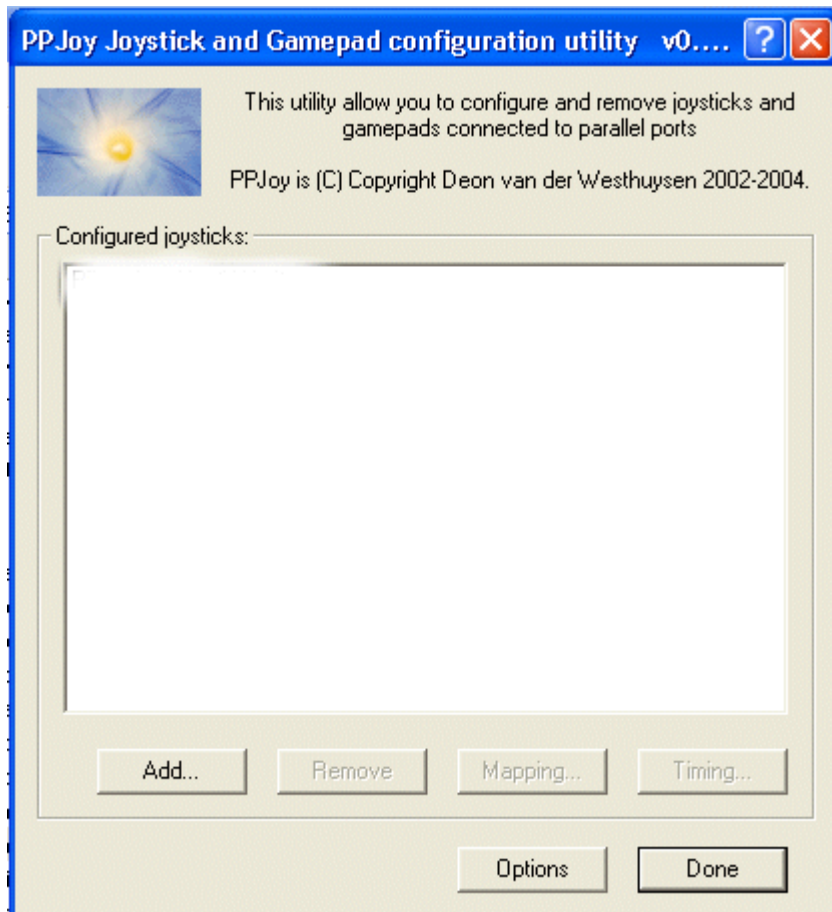 PPJoy Joystick and Gamepad configuration utility v0....
This utility allow you to configure and remove joysticks and
gamepads connected to parallel ports
PPJoy is (C) Copyright Deon van der Westhuysen 2002-2004.
Configured joysticks:
Add...
Remove
Mapping...
Timing...
Options
Done